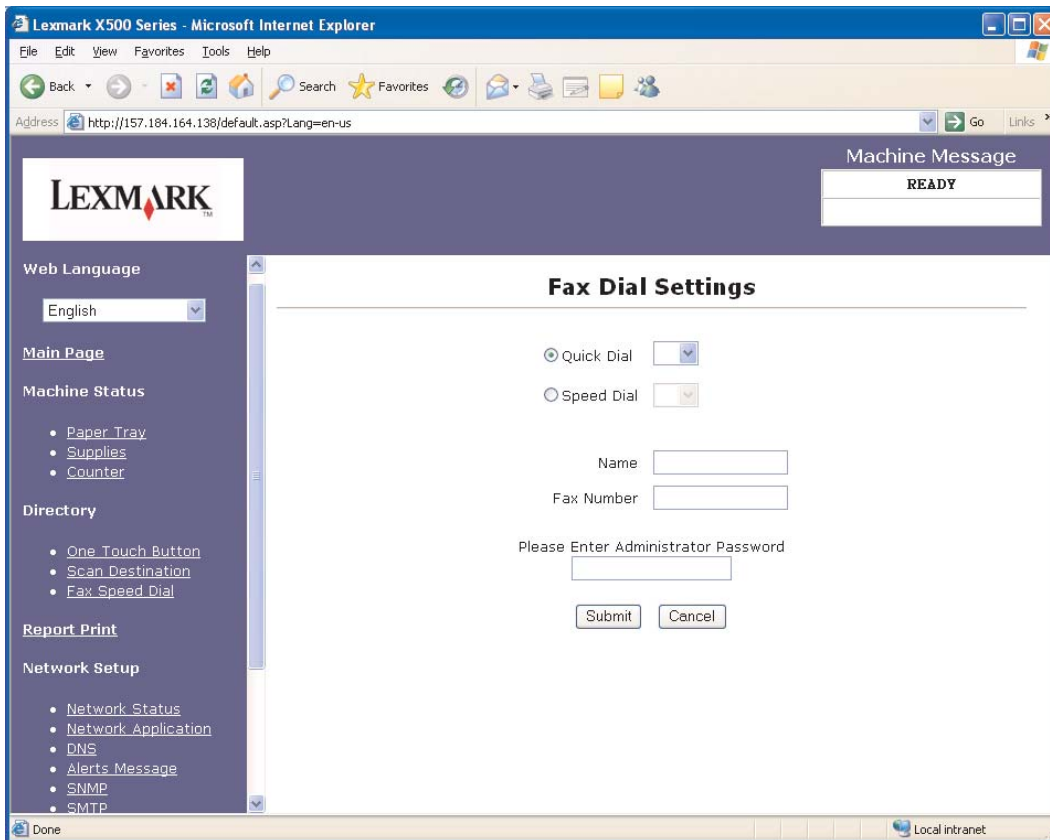 Lexmark X500 Series - Microsoft Internet Explorer
File Edit View Favorites Tools Help
Back Search Favorites
Address http://157.184.164.138/default.asp?Lang=en-us Go Links »
LEXMARK TM
Machine Message
READY
Web Language
English
Main Page
Machine Status
• Paper Tray
• Supplies
• Counter
Directory
• One Touch Button
• Scan Destination
• Fax Speed Dial
Report Print
Network Setup
• Network Status
• Network Application
• DNS
• Alerts Message
• SNMP
• SMTP
Fax Dial Settings
Quick Dial
Speed Dial
Name
Fax Number
Please Enter Administrator Password
Submit Cancel
Done Local intranet